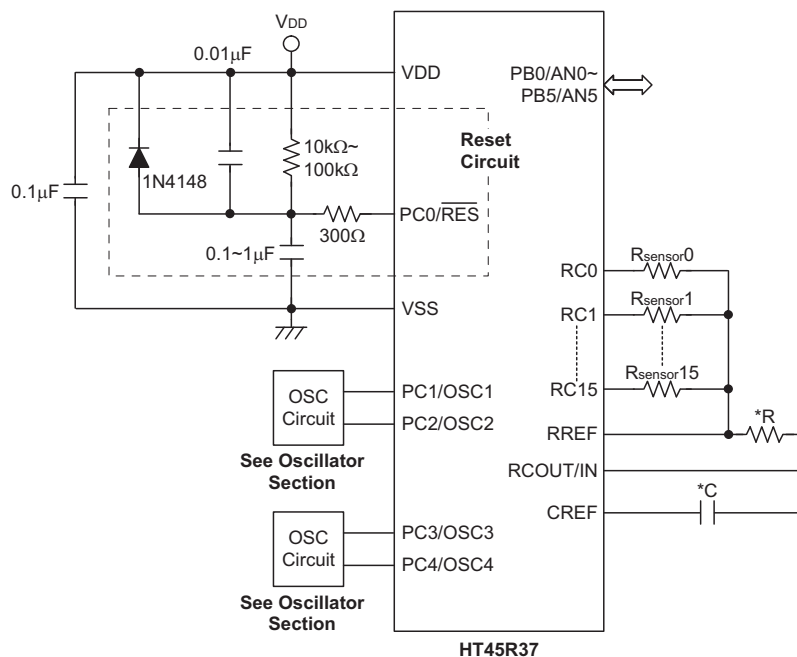 VDD
0.01μF
VDD
PB0/AN0~
PB5/AN5
Reset
Circuit
10kΩ~
100kΩ
1N4148
0.1μF
PC0/RES
300Ω
0.1~1μF
VSS
RC0
Rsensor0
RC1
Rsensor1
RC15
Rsensor15
RREF
*R
RCOUT/IN
CREF
*C
OSC
Circuit
PC1/OSC1
PC2/OSC2
See Oscillator
Section
OSC
Circuit
PC3/OSC3
PC4/OSC4
See Oscillator
Section
HT45R37